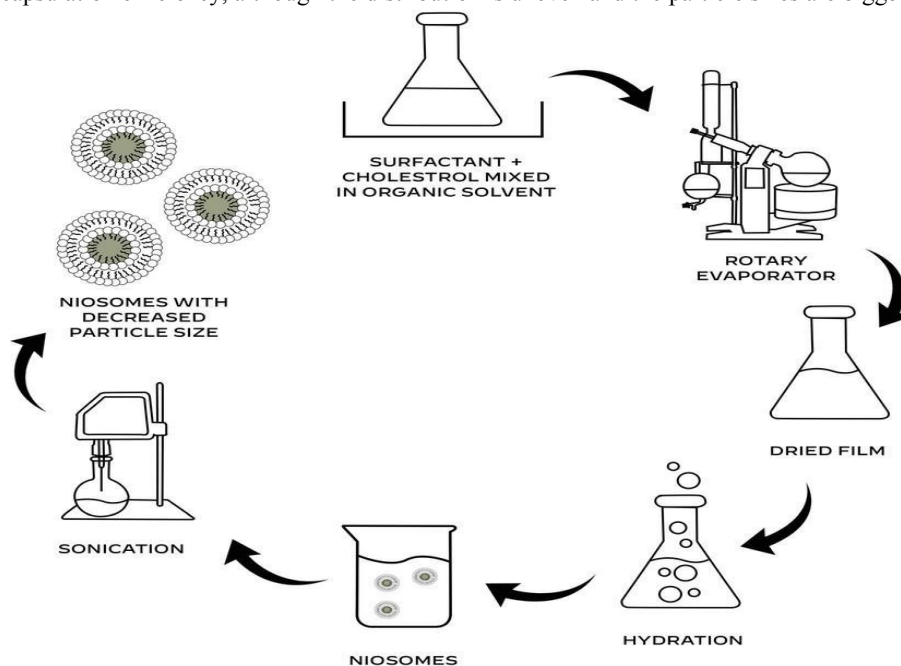 SURFACTANT +
CHOLESTROL MIXED
IN ORGANIC SOLVENT
ROTARY
EVAPORATOR
DRIED FILM
HYDRATION
NIOSOMES
SONICATION
NIOSOMES WITH
DECREASED
PARTICLE SIZE